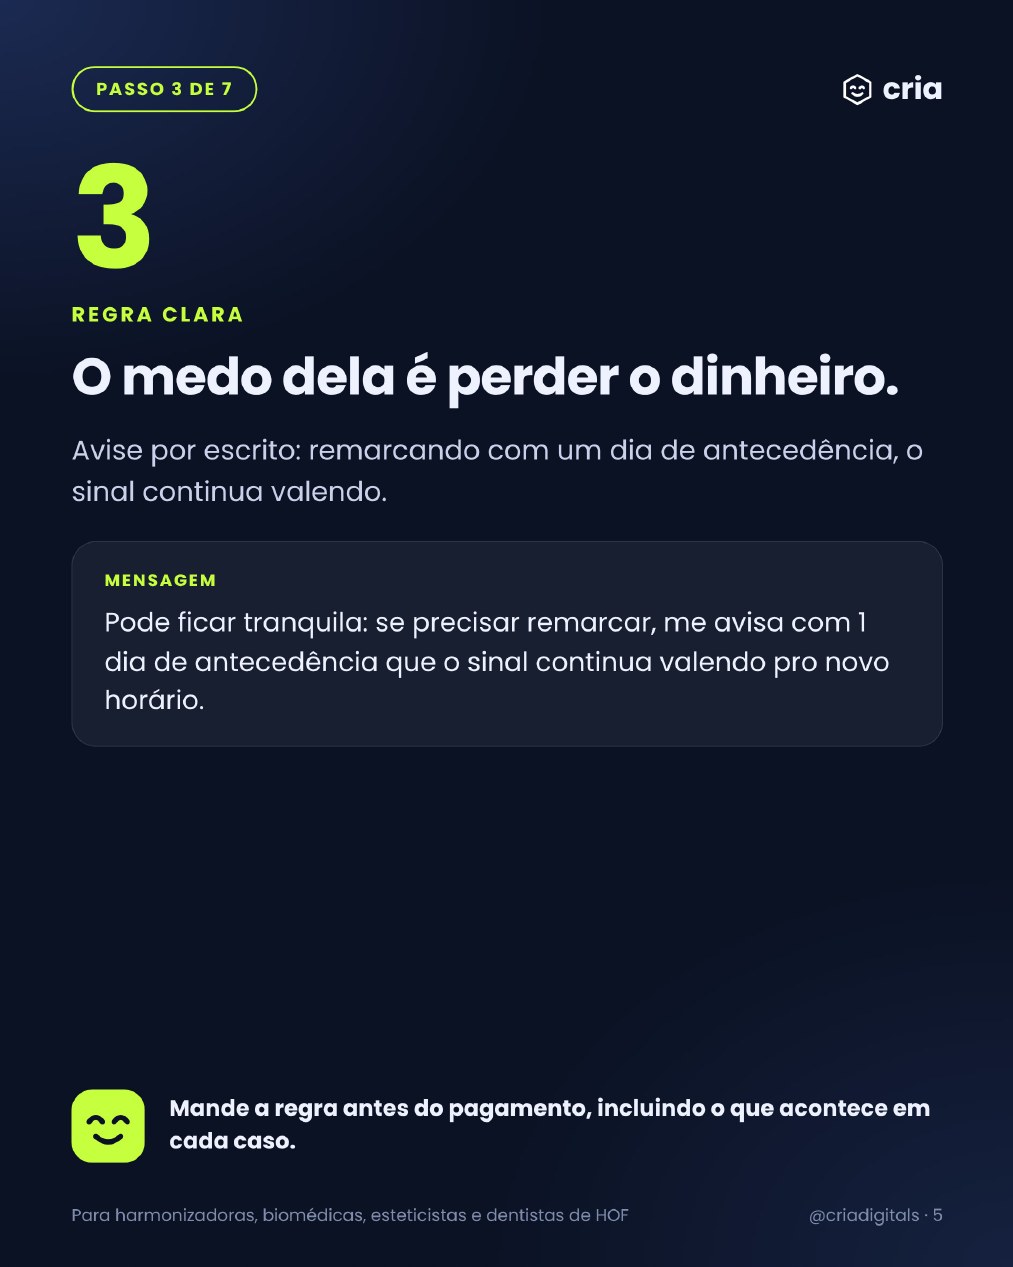 PASSO 3 DE 7
cria
3
REGRA CLARA
O medo dela é perder o dinheiro.
Avise por escrito: remarcando com um dia de antecedência, o
sinal continua valendo.
MENSAGEM
Pode ficar tranquila: se precisar remarcar, me avisa com 1
dia de antecedência que o sinal continua valendo pro novo
horário.
Mande a regra antes do pagamento, incluindo o que acontece em
cada caso.
Para harmonizadoras, biomédicas, esteticistas e dentistas de HOF
@criadigitals · 5